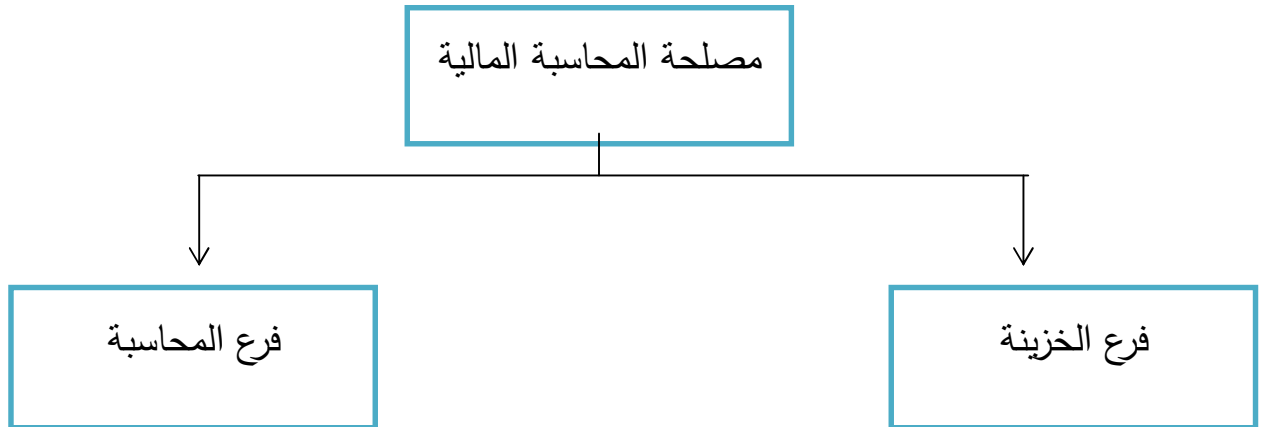 مصلحة المحاسبة المالية
فرع الخزينة
فرع المحاسبة